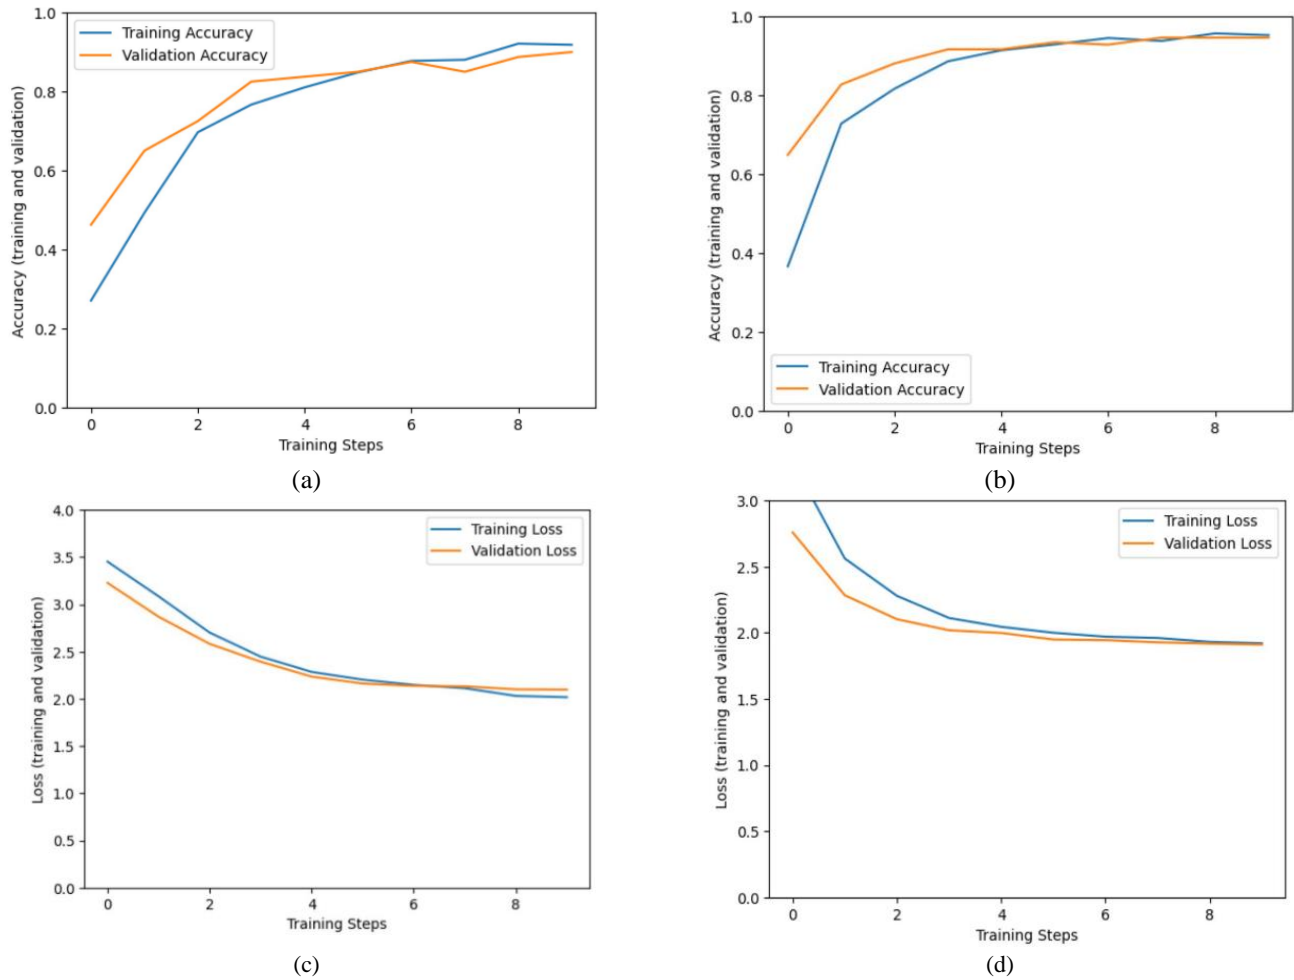 1.0
0.8
0.6
0.4
0.2
0.0
Accuracy (training and validation)
Training Accuracy
Validation Accuracy
0 2 4 6 8
Training Steps
(a)
1.0
0.8
0.6
0.4
0.2
0.0
Accuracy (training and validation)
Training Accuracy
Validation Accuracy
0 2 4 6 8
Training Steps
(b)
4.0
3.5
3.0
2.5
2.0
1.5
1.0
0.5
0.0
Loss (training and validation)
Training Loss
Validation Loss
0 2 4 6 8
Training Steps
(c)
3.0
2.5
2.0
1.5
1.0
0.5
0.0
Loss (training and validation)
Training Loss
Validation Loss
0 2 4 6 8
Training Steps
(d)